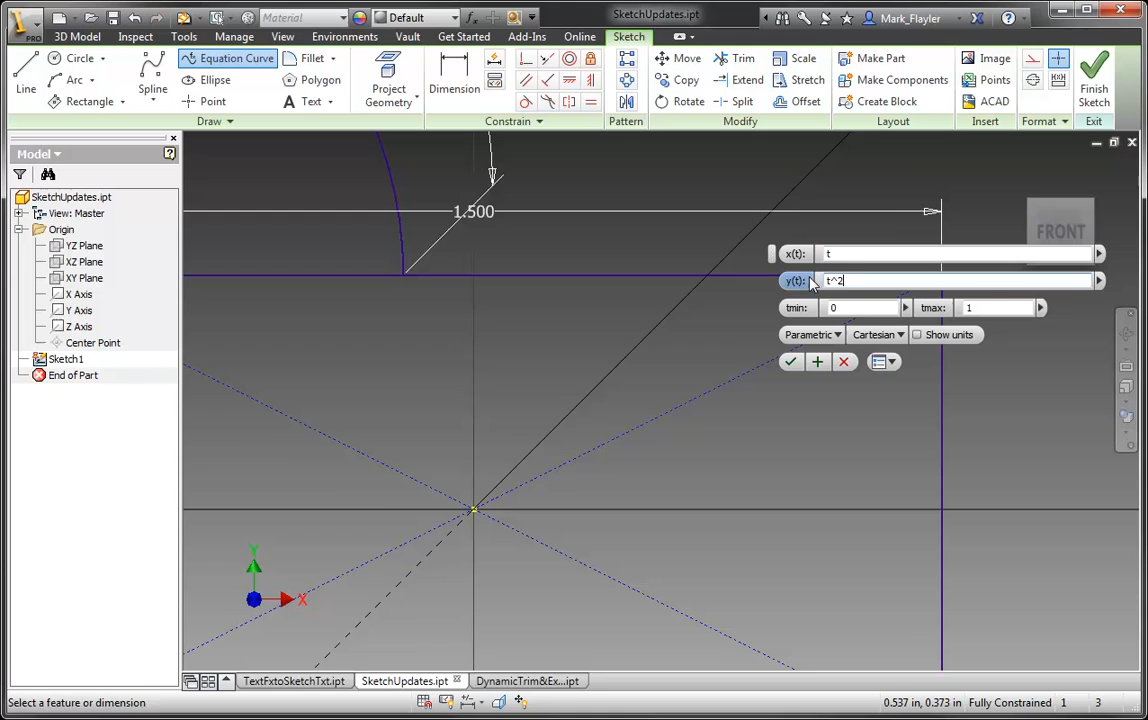 PRO
Material
Default
SketchUpdates.ipt
Mark_Flayler
3D Model Inspect Tools Manage View Environments Vault Get Started Add-Ins Online Sketch
Line
Circle
Arc
Rectangle
Spline
Equation Curve
Ellipse
Point
Fillet
Polygon
Text
Project
Geometry
Dimension
Move
Copy
Rotate
Trim
Extend
Split
Scale
Stretch
Offset
Make Part
Make Components
Create Block
Image
Points
ACAD
Finish
Sketch
Draw Constrain Pattern Modify Layout Insert Format Exit
Model
SketchUpdates.ipt
View: Master
Origin
YZ Plane
XZ Plane
XY Plane
X Axis
Y Axis
Z Axis
Center Point
Sketch1
End of Part
1.500
FRONT
x(t): t
y(t): t^2
tmin: 0 tmax: 1
Parametric Cartesian Show units
Y
X
TextFxtoSketchTxt.ipt SketchUpdates.ipt DynamicTrim&Ex...ipt
Select a feature or dimension
0.537 in, 0.373 in Fully Constrained 1 3